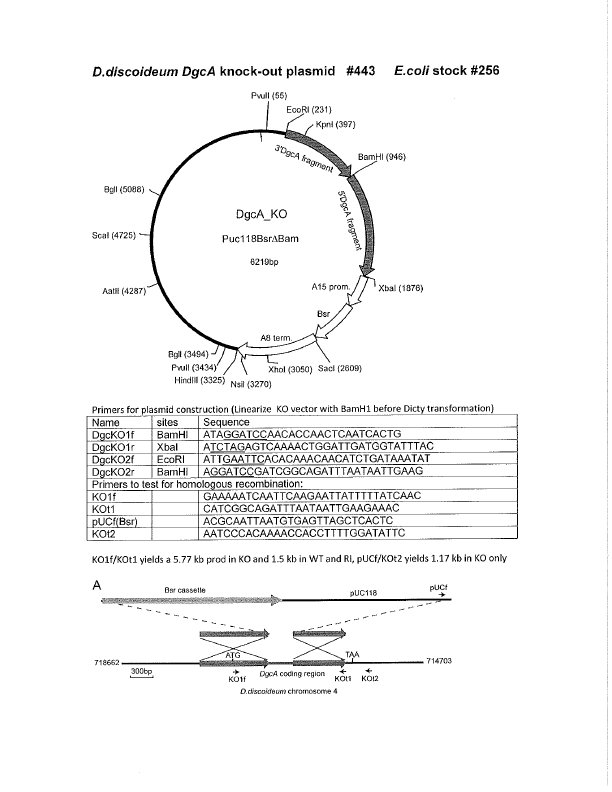 D.discoideum DgcA knock-out plasmid #443 E.coli stock #256
PvuII (55)
EcoRI (231)
KpnI (397)
3'DgcA fragment
BamHI (946)
5'DgcA fragment
BglI (5088)
DgcA_KO
ScaI (4725)
Puc118BsrΔBam
6219bp
AatII (4287)
A15 prom.
XbaI (1876)
Bsr
A8 term.
BglI (3494)
PvuII (3434)
XhoI (3050)
SacI (2609)
HindIII (3325)
NsiI (3270)
Primers for plasmid construction (Linearize KO vector with BamH1 before Dicty transformation)
Name sites Sequence
DgcKO1f BamHI ATAGGATCCAACACCAACTCAATCACTG
DgcKO1r XbaI ATCTAGAGTCAAAACTGGATTGATGGTATTTAC
DgcKO2f EcoRI ATTGAATTCACACAAACAACATCTGATAAATAT
DgcKO2r BamHI AGGATCCGATCGGCAGATTTAATAATTGAAG
Primers to test for homologous recombination:
KO1f GAAAAATCAATTCAAGAATTATTTTTATCAAC
KOt1 CATCGGCAGATTTAATAATTGAAGAAAC
pUCf(Bsr) ACGCAATTAATGTGAGTTAGCTCACTC
KOt2 AATCCCACAAAACCACCTTTTGGATATTC
KO1f/KOt1 yields a 5.77 kb prod in KO and 1.5 kb in WT and RI, pUCf/KOt2 yields 1.17 kb in KO only
A
Bsr cassette
pUC118
pUCf
ATG
TAA
718662
714703
300bp
KO1f
DgcA coding region
KOt1
KOt2
D.discoideum chromosome 4